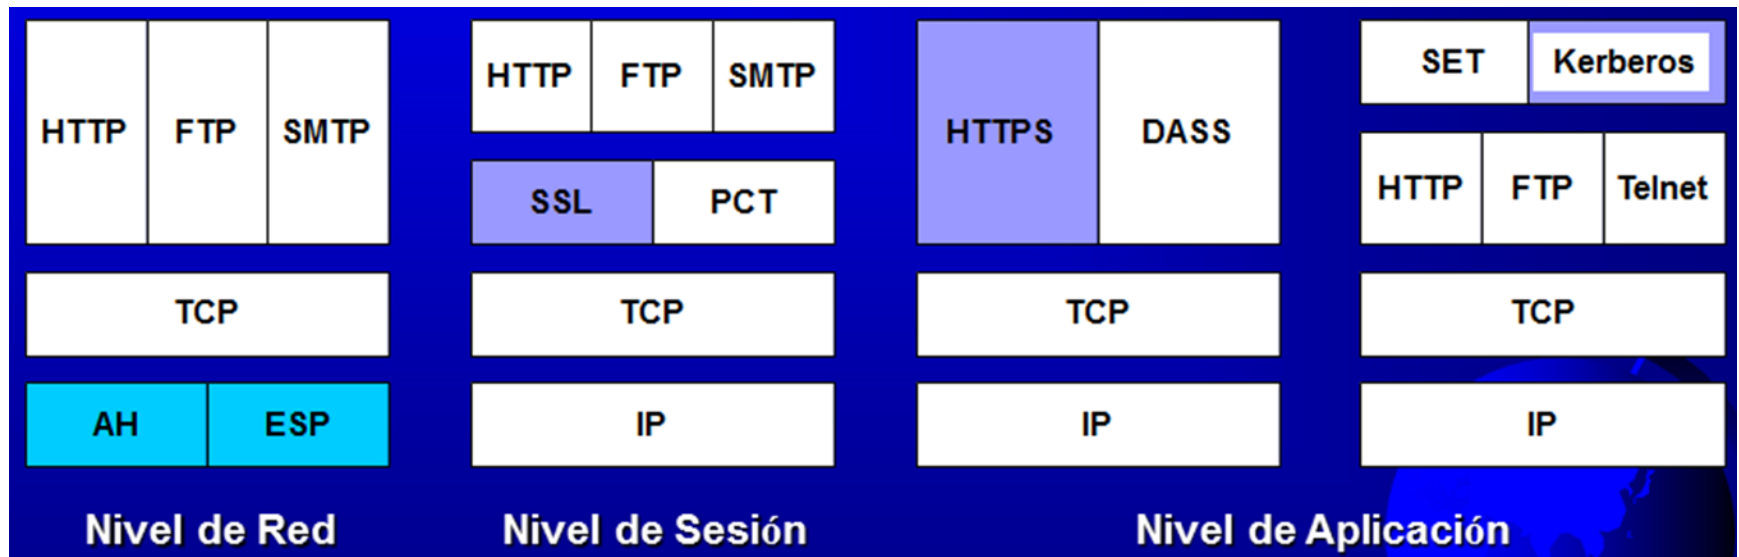 HTTP FTP SMTP
TCP
AH ESP
Nivel de Red
HTTP FTP SMTP
SSL PCT
TCP
IP
Nivel de Sesión
HTTPS DASS
TCP
IP
SET Kerberos
HTTP FTP Telnet
TCP
IP
Nivel de Aplicación